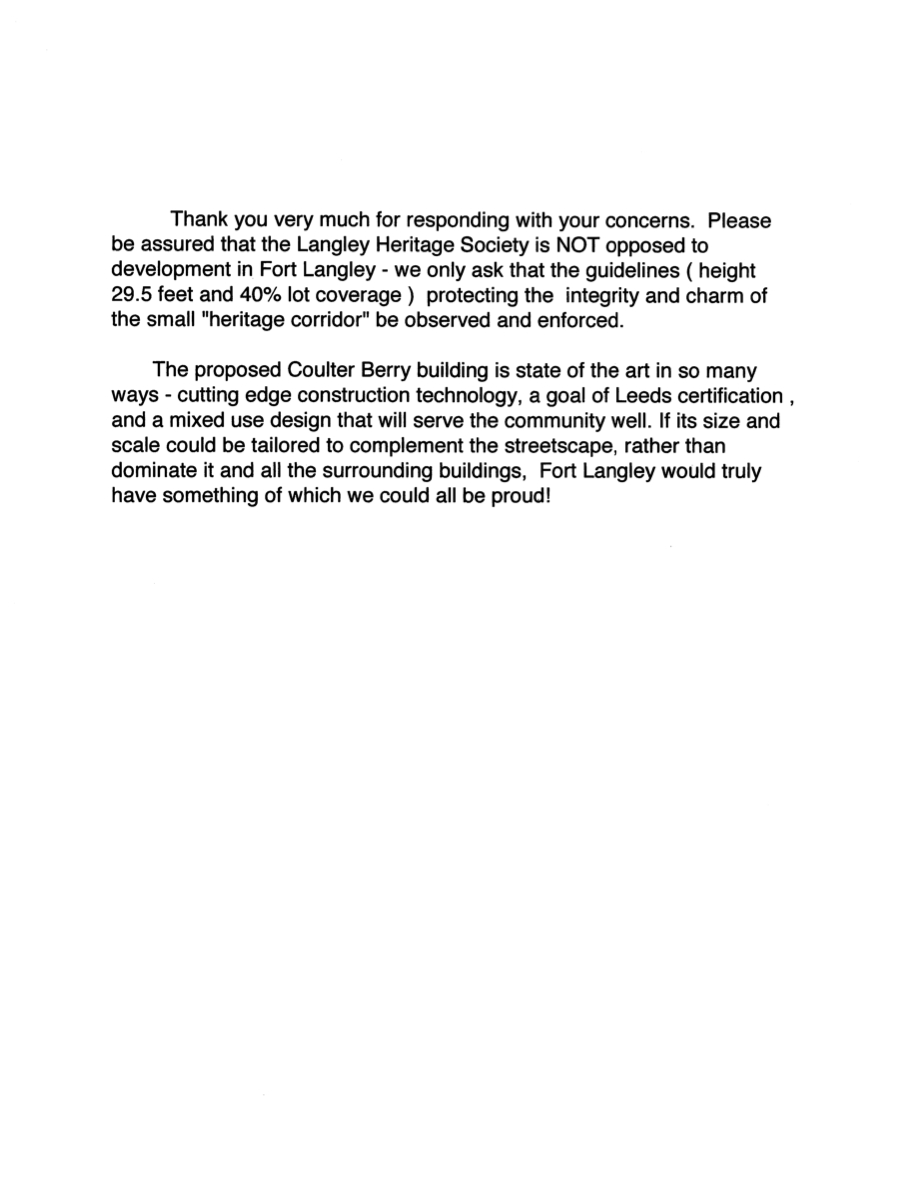 Thank you very much for responding with your concerns.  Please
be assured that the Langley Heritage Society is NOT opposed to
development in Fort Langley - we only ask that the guidelines ( height
29.5 feet and 40% lot coverage )  protecting the  integrity and charm of
the small "heritage corridor" be observed and enforced.
The proposed Coulter Berry building is state of the art in so many
ways - cutting edge construction technology, a goal of Leeds certification ,
and a mixed use design that will serve the community well. If its size and
scale could be tailored to complement the streetscape, rather than
dominate it and all the surrounding buildings,  Fort Langley would truly
have something of which we could all be proud!